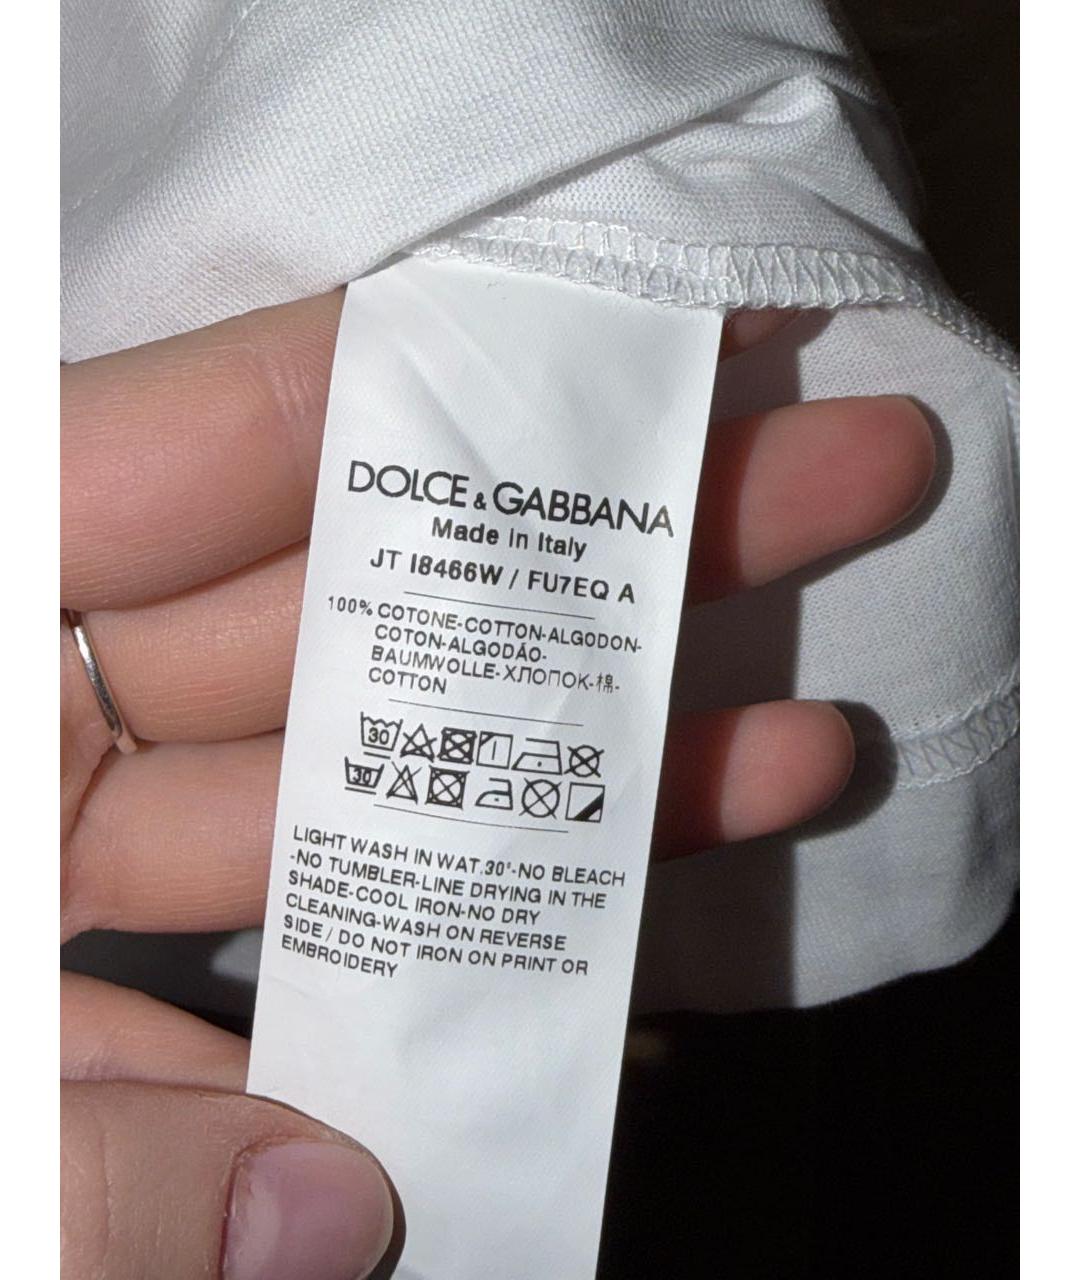 DOLCE & GABBANA
Made in Italy
JT I8466W / FU7EQ A
100% COTONE-COTTON-ALGODON-
COTON-ALGODÃO-
BAUMWOLLE-ХЛОПОК-棉-
COTTON
30
30
LIGHT WASH IN WAT.30°-NO BLEACH
-NO TUMBLER-LINE DRYING IN THE
SHADE-COOL IRON-NO DRY
CLEANING-WASH ON REVERSE
SIDE / DO NOT IRON ON PRINT OR
EMBROIDERY